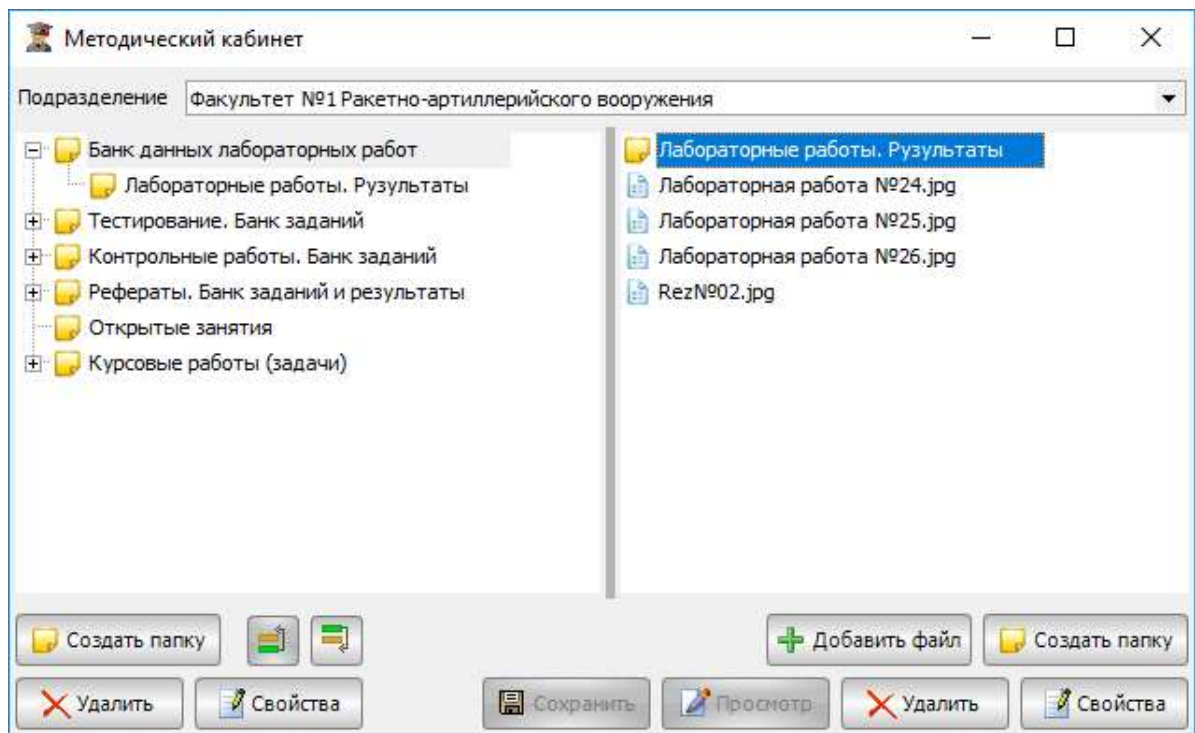 Методический кабинет
Подразделение Факультет №1 Ракетно-артиллерийского вооружения
Банк данных лабораторных работ
Лабораторные работы. Рузультаты
Тестирование. Банк заданий
Контрольные работы. Банк заданий
Рефераты. Банк заданий и результаты
Открытые занятия
Курсовые работы (задачи)
Лабораторные работы. Рузультаты
Лабораторная работа №24.jpg
Лабораторная работа №25.jpg
Лабораторная работа №26.jpg
Rez№02.jpg
Создать папку Добавить файл Создать папку
Удалить Свойства Сохранить Просмотр Удалить Свойства